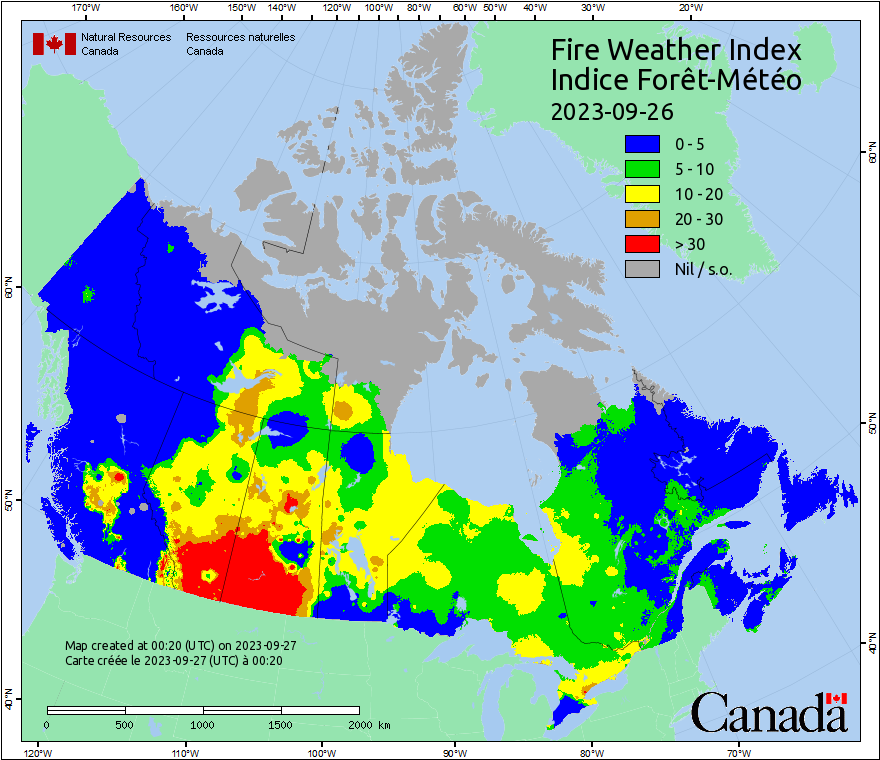 170°W 160°W 150°W 140°W 120°W 100°W 80°W 60°W 50°W 40°W 30°W 20°W
Natural Resources Ressources naturelles
Canada Canada
Fire Weather Index
Indice Forêt-Météo
2023-09-26
0 - 5
5 - 10
10 - 20
20 - 30
> 30
Nil / s.o.
60°N
60°N
50°N
50°N
40°N
40°N
Map created at 00:20 (UTC) on 2023-09-27
Carte créée le 2023-09-27 (UTC) à 00:20
0 500 1000 1500 2000 km
Canada
120°W 110°W 100°W 90°W 80°W 70°W